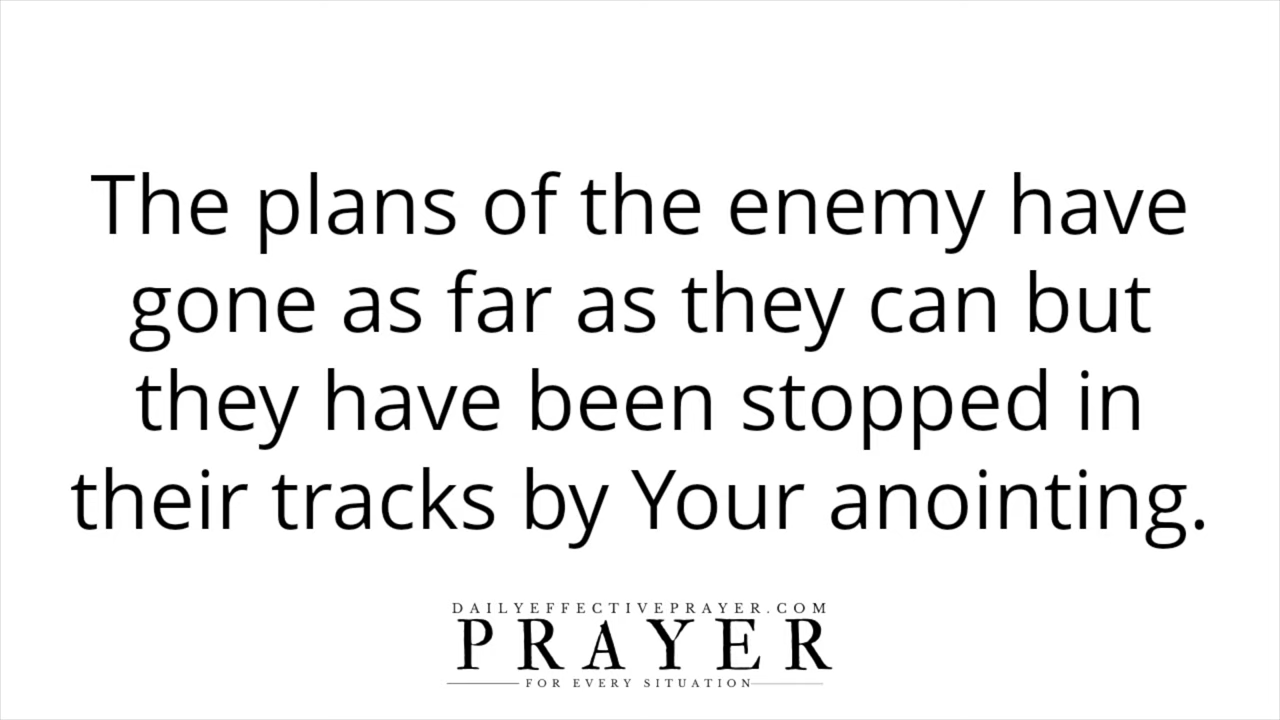 The plans of the enemy have
gone as far as they can but
they have been stopped in
their tracks by Your anointing.
DAILYEFFECTIVEPRAYER.COM
PRAYER
FOR EVERY SITUATION